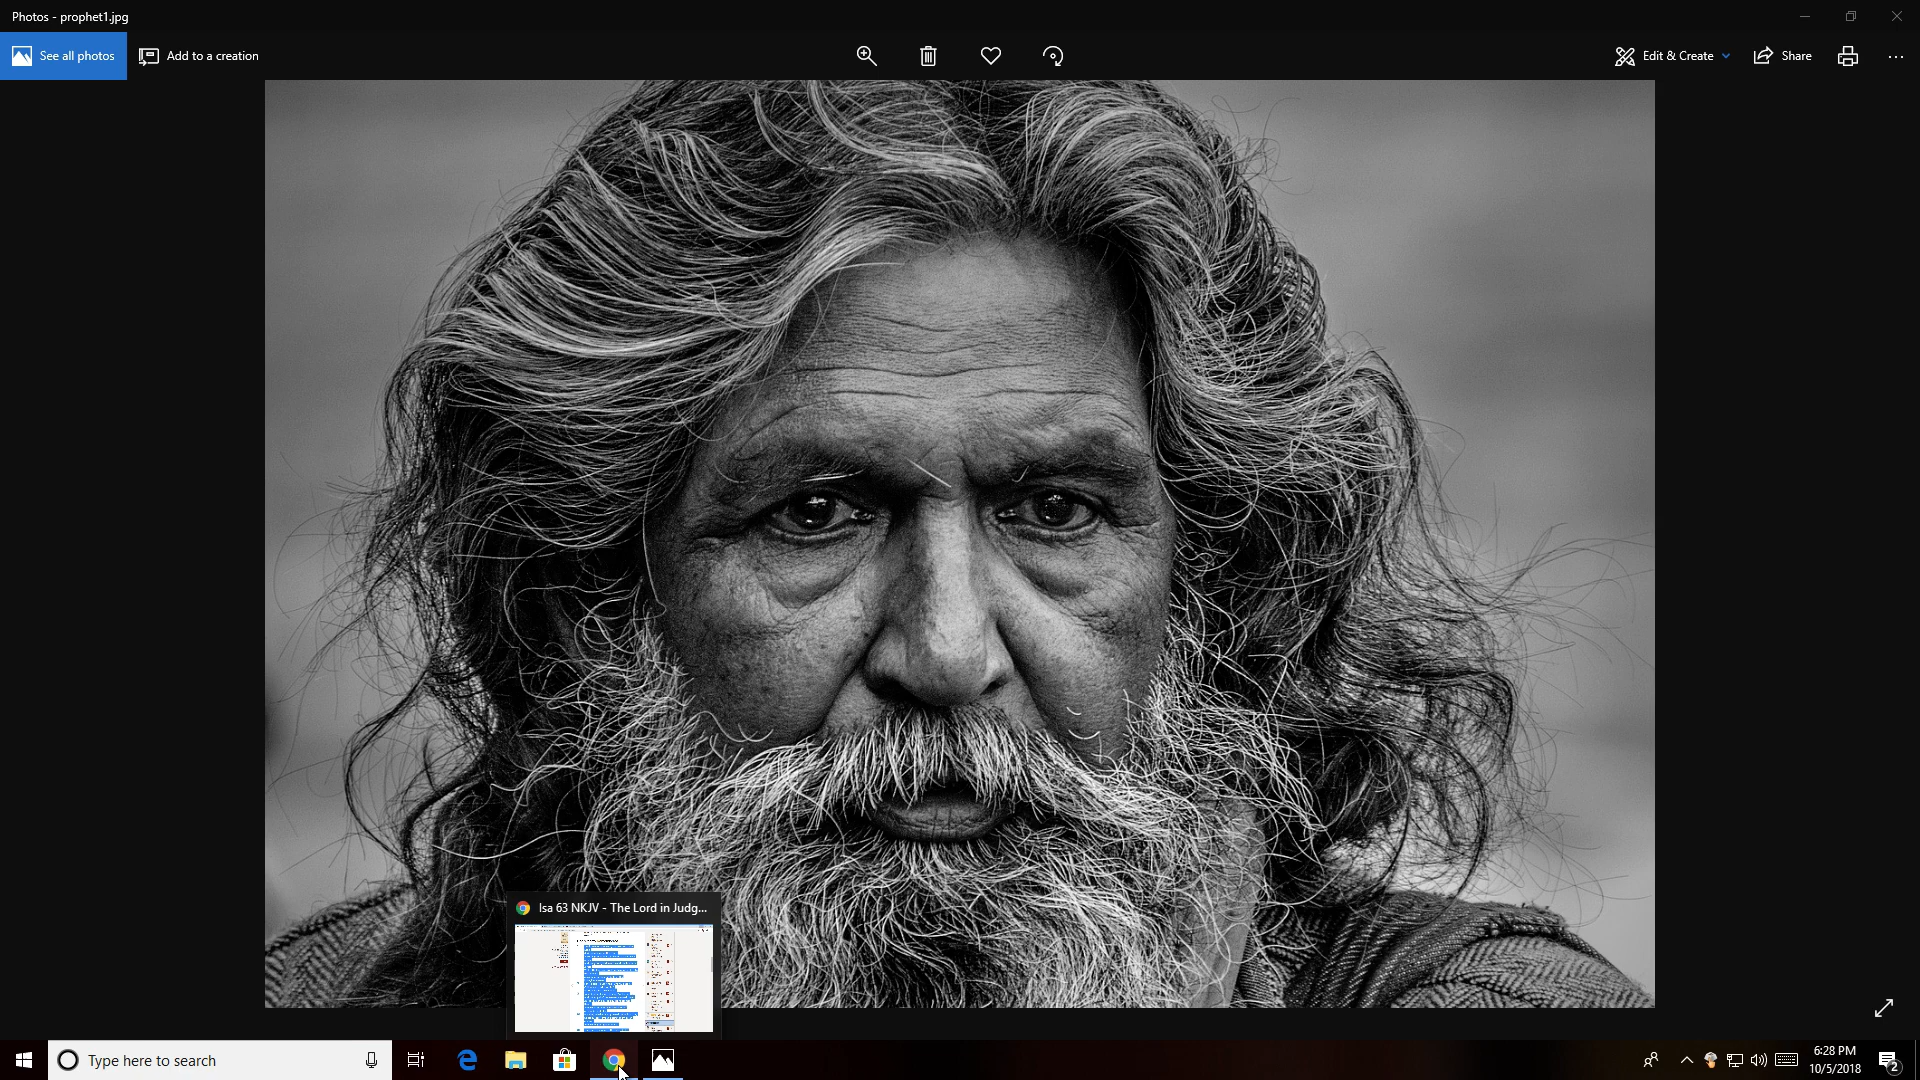 Photos - prophet1.jpg
See all photos
Add to a creation
Edit & Create
Share
Isa 63 NKJV - The Lord in Judg...
Type here to search
6:28 PM
10/5/2018
2